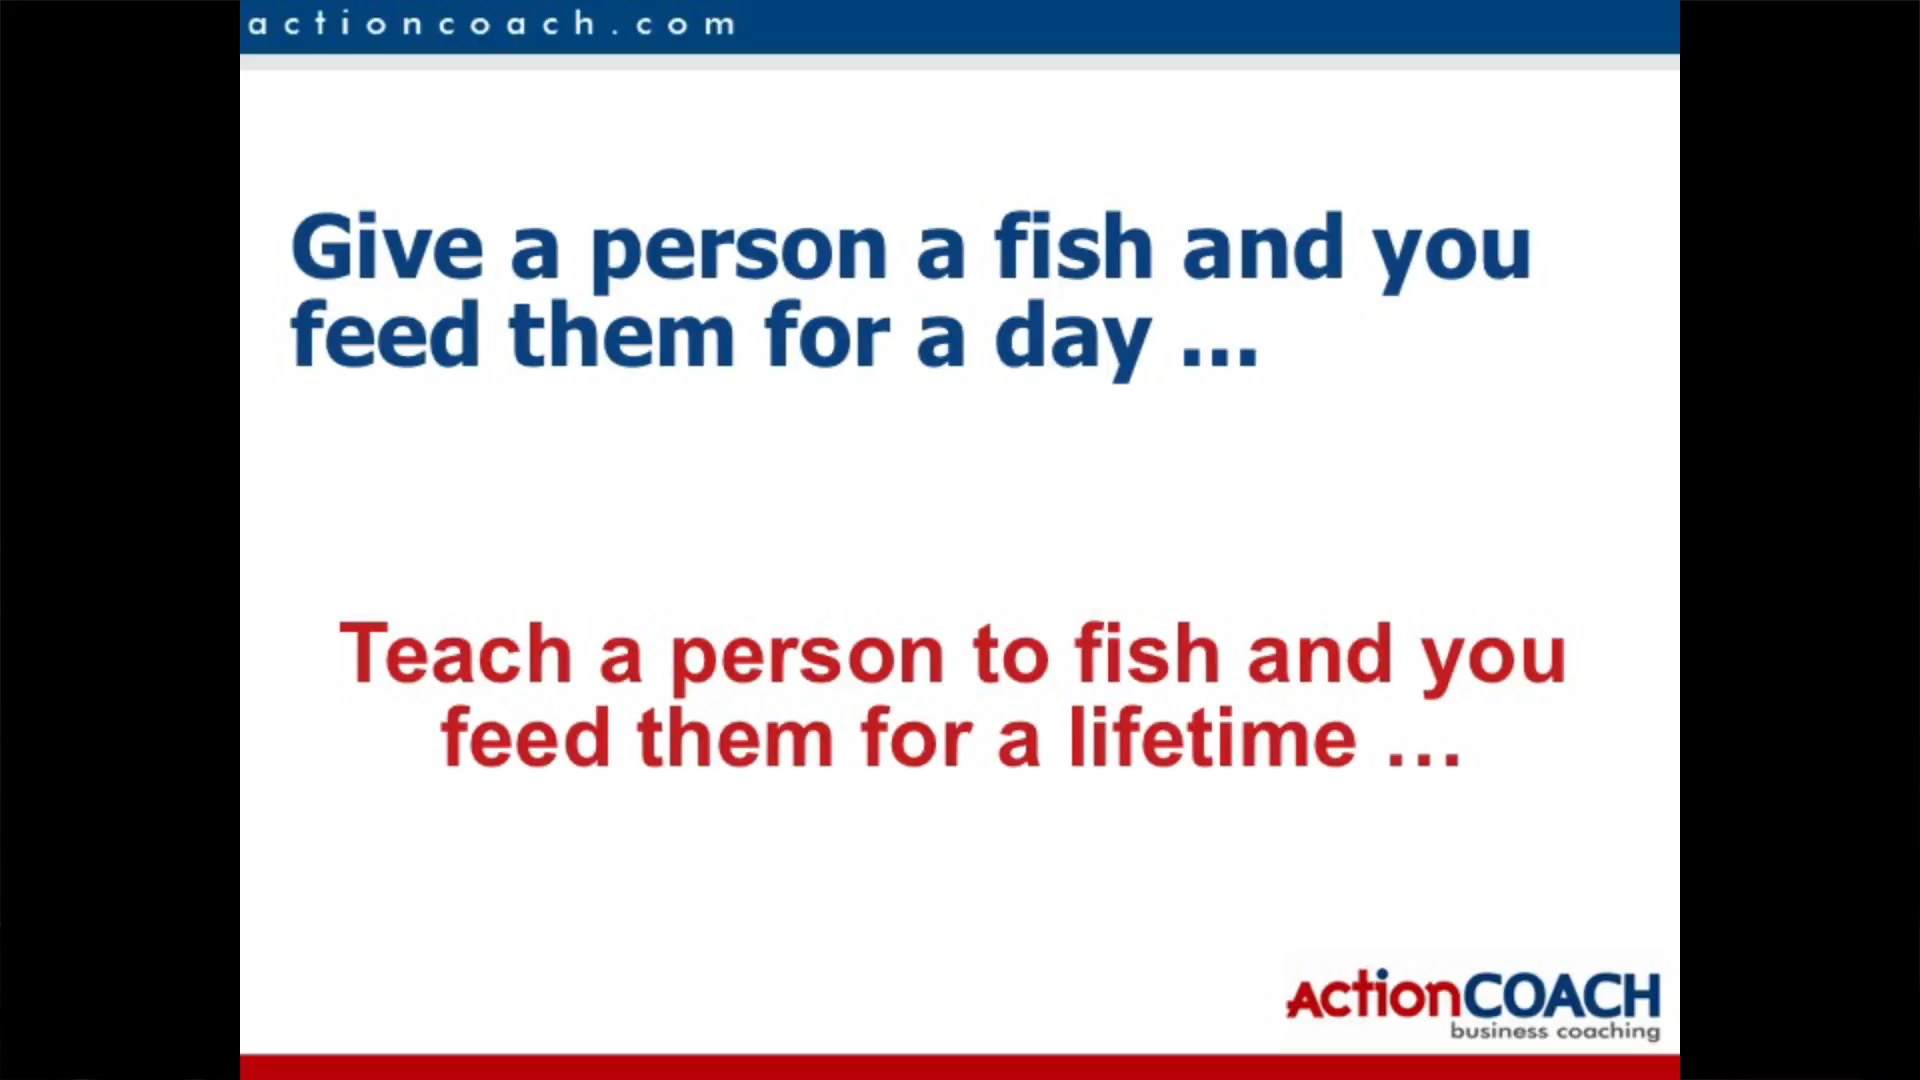 actioncoach.com
Give a person a fish and you
feed them for a day ...
Teach a person to fish and you
feed them for a lifetime ...
ActionCOACH
business coaching